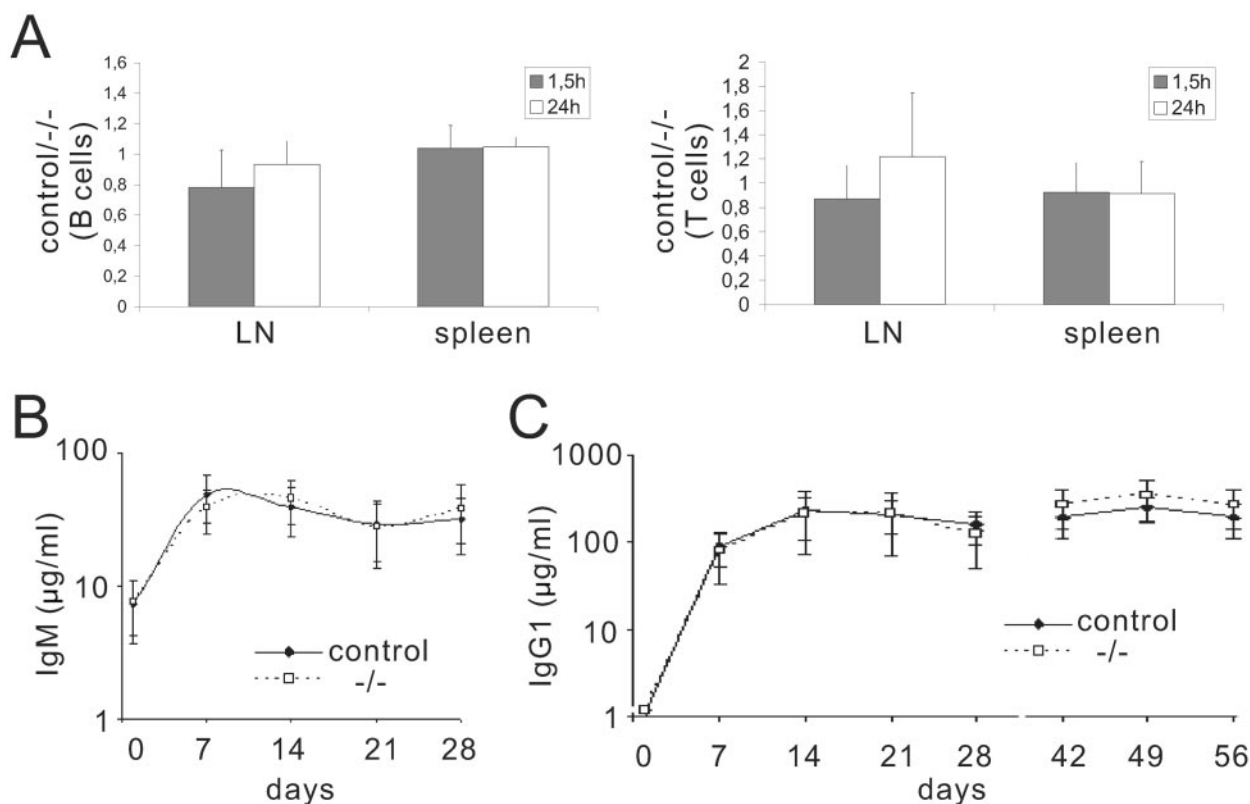 A
control/-/-
(B cells)
1,6
1,4
1,2
1
0,8
0,6
0,4
0,2
0
1,5h
24h
LN
spleen
control/-/-
(T cells)
2
1,8
1,6
1,4
1,2
1
0,8
0,6
0,4
0,2
0
1,5h
24h
LN
spleen
B
IgM (µg/ml)
100
10
1
control
-/-
0 7 14 21 28
days
C
IgG1 (µg/ml)
1000
100
10
1
control
-/-
0 7 14 21 28 42 49 56
days